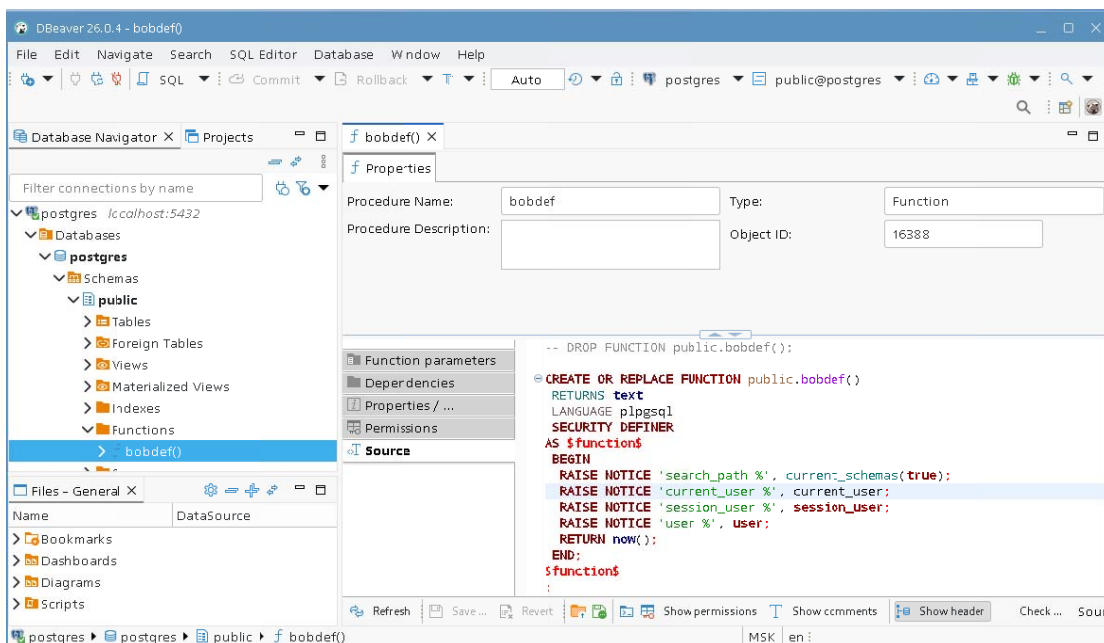 DBeaver 26.0.4 - bobdef()
File Edit Navigate Search SQL Editor Database Window Help
SQL Commit Rollback T Auto postgres public@postgres
Database Navigator Projects
bobdef()
Properties
Filter connections by name
Procedure Name: bobdef Type: Function
Procedure Description: Object ID: 16388
postgres localhost:5432
Databases
postgres
Schemas
public
Tables
Foreign Tables
Views
Materialized Views
Indexes
Functions
bobdef()
Files - General
Name DataSource
Bookmarks
Dashboards
Diagrams
Scripts
Function parameters
Dependencies
Properties / ...
Permissions
Source
-- DROP FUNCTION public.bobdef();
CREATE OR REPLACE FUNCTION public.bobdef()
RETURNS text
LANGUAGE plpgsql
SECURITY DEFINER
AS $function$
BEGIN
RAISE NOTICE 'search_path %', current_schemas(true);
RAISE NOTICE 'current_user %', current_user;
RAISE NOTICE 'session_user %', session_user;
RAISE NOTICE 'user %', user;
RETURN now();
END;
$function$
;
Refresh Save ... Revert Show permissions Show comments Show header Check ... Sour
postgres postgres public bobdef()
MSK en